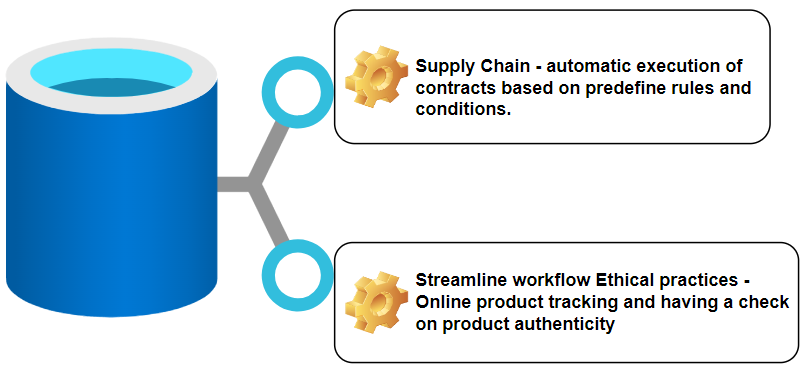 Supply Chain - automatic execution of
contracts based on predefine rules and
conditions.
Streamline workflow Ethical practices -
Online product tracking and having a check
on product authenticity